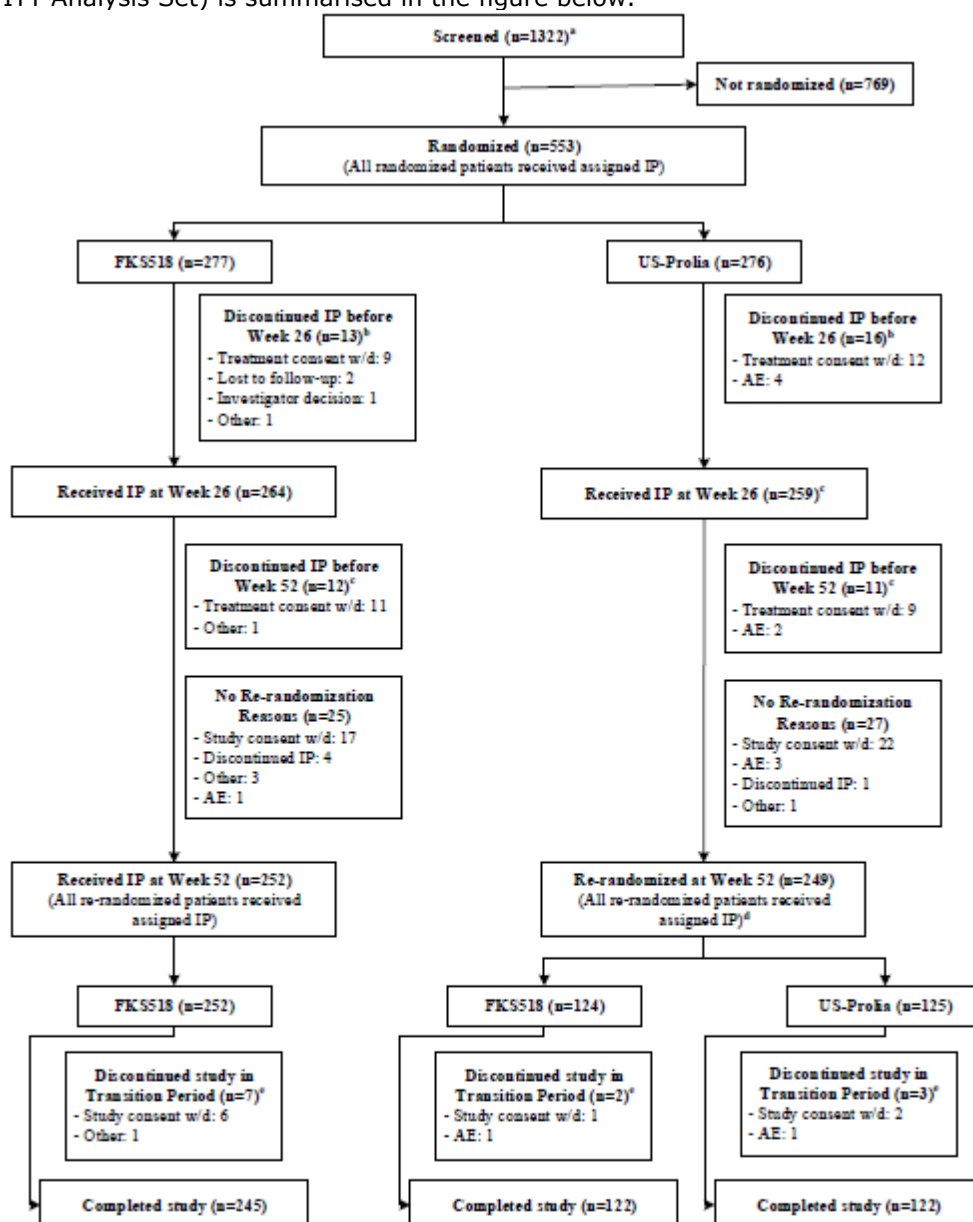 ITT Analysis Set) is summarised in the figure below.
Screened (n=1322)a
Not randomized (n=769)
Randomized (n=553)
(All randomized patients received assigned IP)
FKS518 (n=277)
US-Prolia (n=276)
Discontinued IP before
Week 26 (n=13)b
- Treatment consent w/d: 9
- Lost to follow-up: 2
- Investigator decision: 1
- Other: 1
Discontinued IP before
Week 26 (n=16)b
- Treatment consent w/d: 12
- AE: 4
Received IP at Week 26 (n=264)
Received IP at Week 26 (n=259)c
Discontinued IP before
Week 52 (n=12)c
- Treatment consent w/d: 11
- Other: 1
Discontinued IP before
Week 52 (n=11)c
- Treatment consent w/d: 9
- AE: 2
No Re-randomization
Reasons (n=25)
- Study consent w/d: 17
- Discontinued IP: 4
- Other: 3
- AE: 1
No Re-randomization
Reasons (n=27)
- Study consent w/d: 22
- AE: 3
- Discontinued IP: 1
- Other: 1
Received IP at Week 52 (n=252)
(All re-randomized patients received
assigned IP)
Re-randomized at Week 52 (n=249)
(All re-randomized patients received
assigned IP)d
FKS518 (n=252)
FKS518 (n=124)
US-Prolia (n=125)
Discontinued study in
Transition Period (n=7)e
- Study consent w/d: 6
- Other: 1
Discontinued study in
Transition Period (n=2)e
- Study consent w/d: 1
- AE: 1
Discontinued study in
Transition Period (n=3)e
- Study consent w/d: 2
- AE: 1
Completed study (n=245)
Completed study (n=122)
Completed study (n=122)